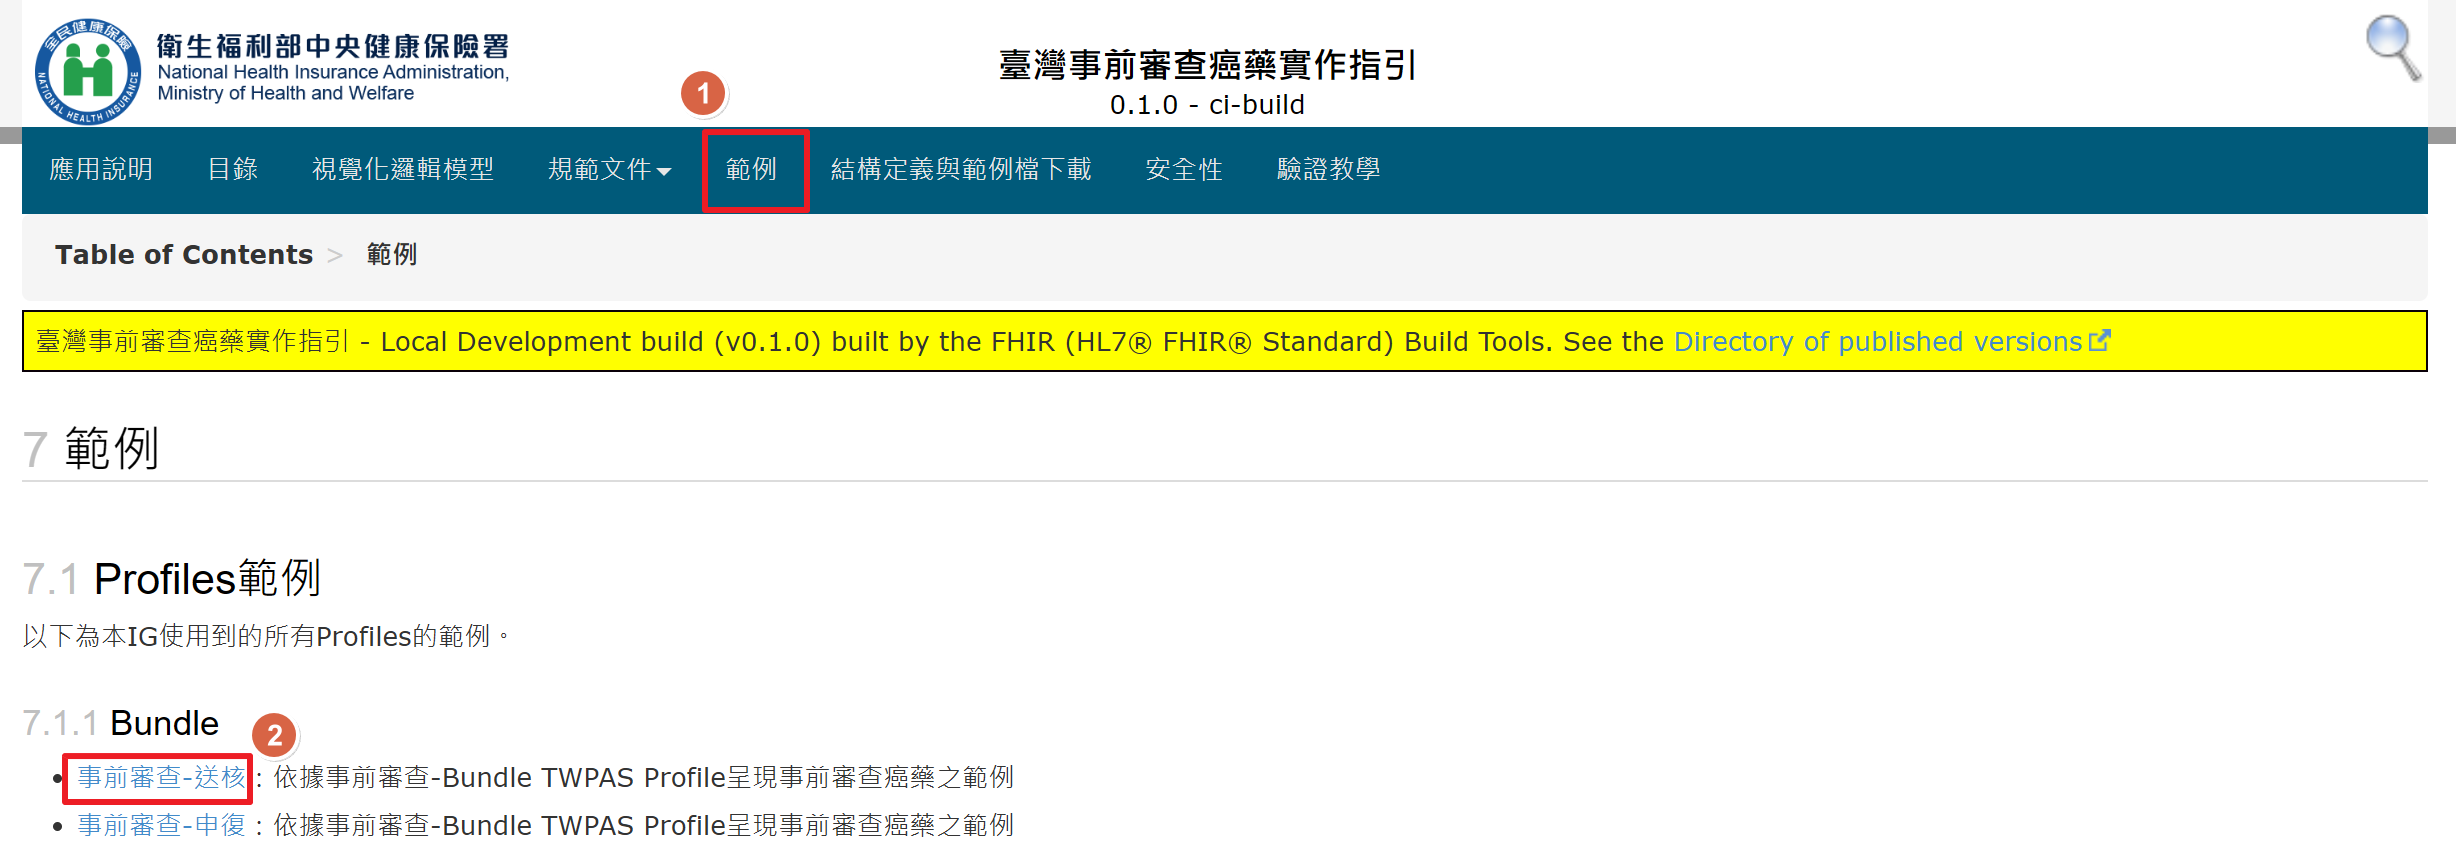 全民健康保險
NATIONAL HEALTH INSURANCE
衛生福利部中央健康保險署
National Health Insurance Administration,
Ministry of Health and Welfare
臺灣事前審查癌藥實作指引
0.1.0 - ci-build
1
應用說明 目錄 視覺化邏輯模型 規範文件 範例 結構定義與範例檔下載 安全性 驗證教學
Table of Contents > 範例
臺灣事前審查癌藥實作指引 - Local Development build (v0.1.0) built by the FHIR (HL7® FHIR® Standard) Build Tools. See the Directory of published versions
7 範例
7.1 Profiles範例
以下為本IG使用到的所有Profiles的範例。
7.1.1 Bundle
2
• 事前審查-送核：依據事前審查-Bundle TWPAS Profile呈現事前審查癌藥之範例
• 事前審查-申復：依據事前審查-Bundle TWPAS Profile呈現事前審查癌藥之範例